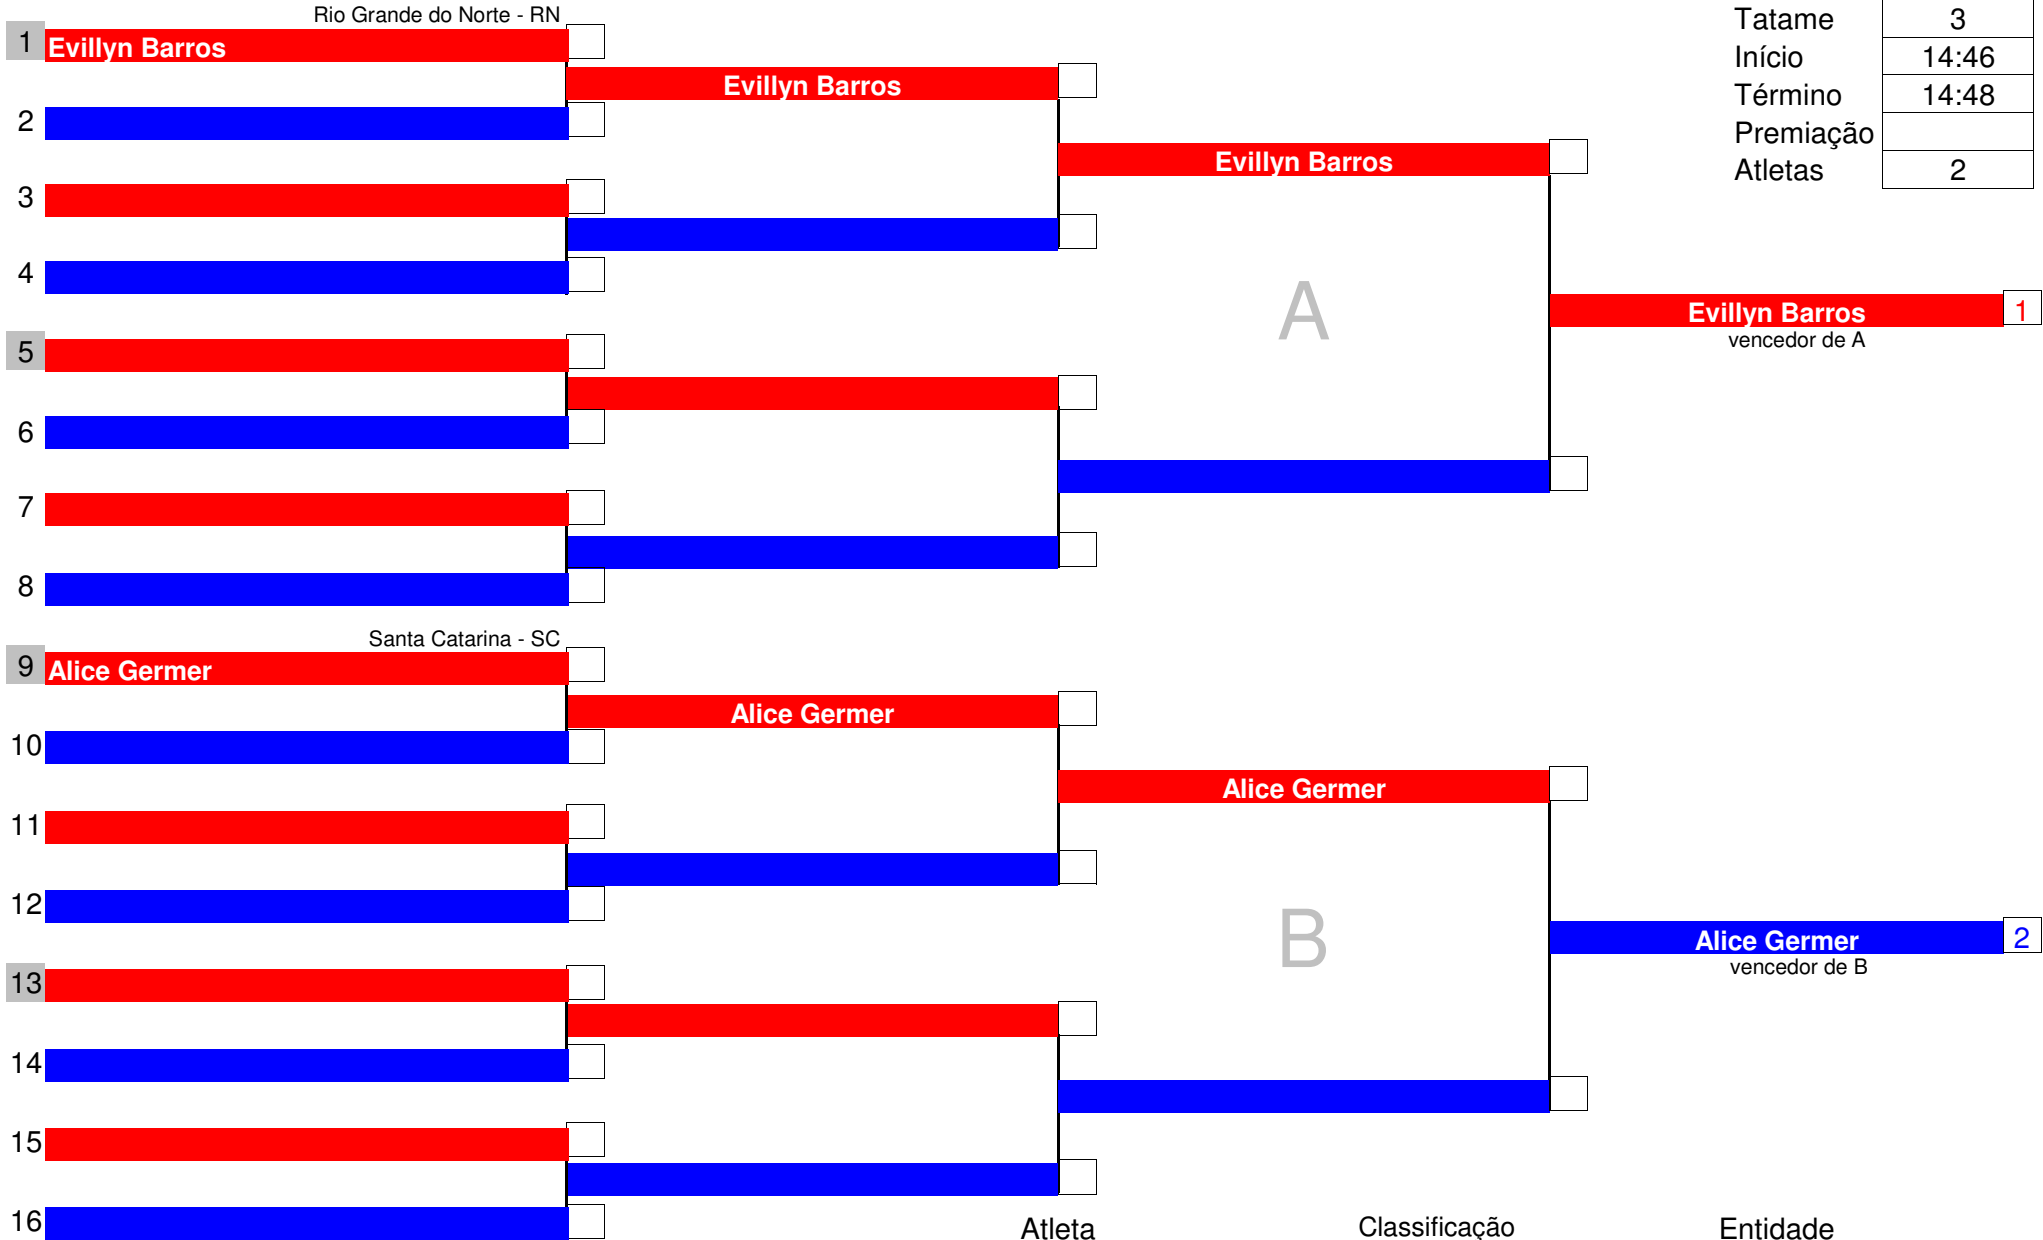 Rio Grande do Norte - RN
Tatame 3
1 Evillyn Barros
Início 14:46
Evillyn Barros
Término 14:48
2
Premiação
Evillyn Barros
Atletas 2
3
4
A
Evillyn Barros 1
vencedor de A
5
6
7
8
Santa Catarina - SC
9 Alice Germer
Alice Germer
10
Alice Germer
11
12
B
Alice Germer 2
vencedor de B
13
14
15
16
Atleta Classificação Entidade